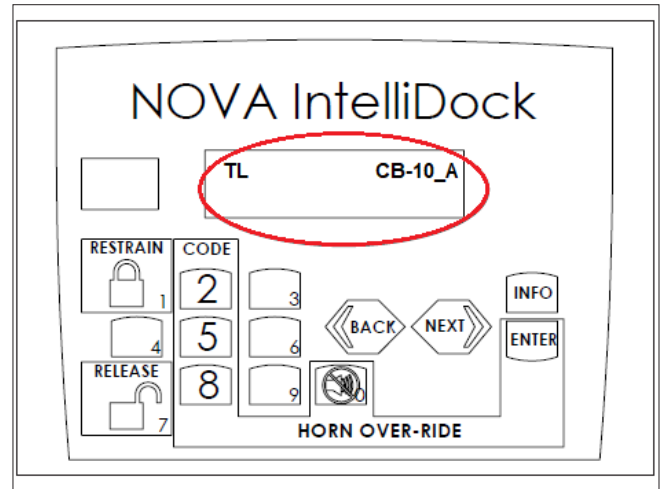 NOVA IntelliDock
TL CB-10_A
RESTRAIN CODE
1 2 3
BACK NEXT INFO
4 5 6 ENTER
RELEASE
7 8 9 0
HORN OVER-RIDE